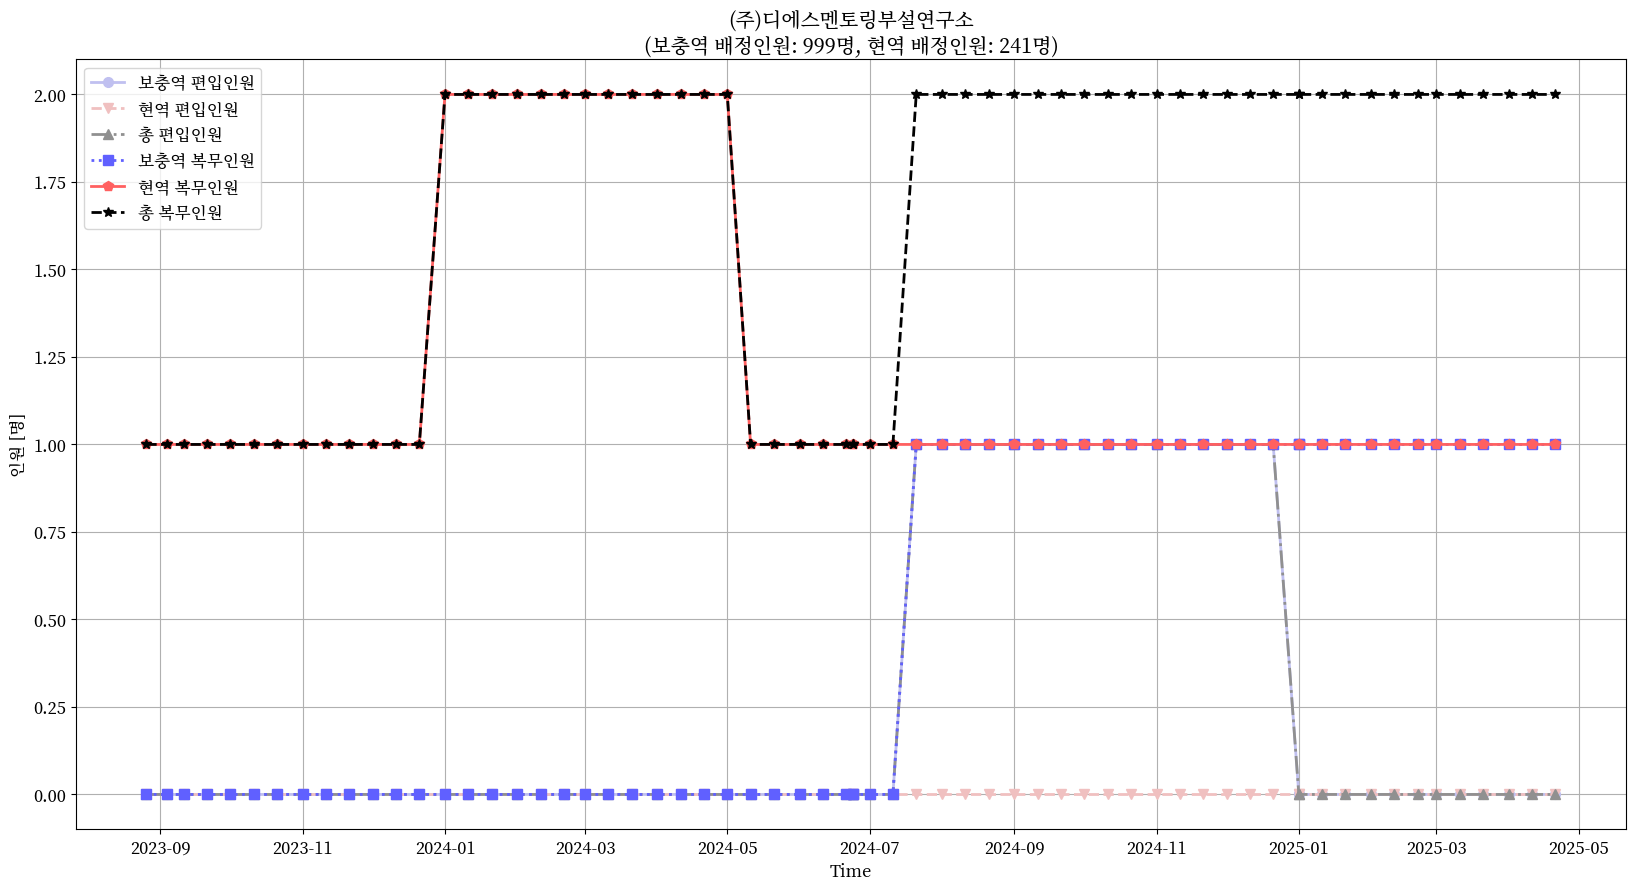 (주)디에스멘토링부설연구소
(보충역 배정인원: 999명, 현역 배정인원: 241명)
보충역 편입인원
현역 편입인원
총 편입인원
보충역 복무인원
현역 복무인원
총 복무인원
인원 [명]
2.00
1.75
1.50
1.25
1.00
0.75
0.50
0.25
0.00
2023-09 2023-11 2024-01 2024-03 2024-05 2024-07 2024-09 2024-11 2025-01 2025-03 2025-05
Time